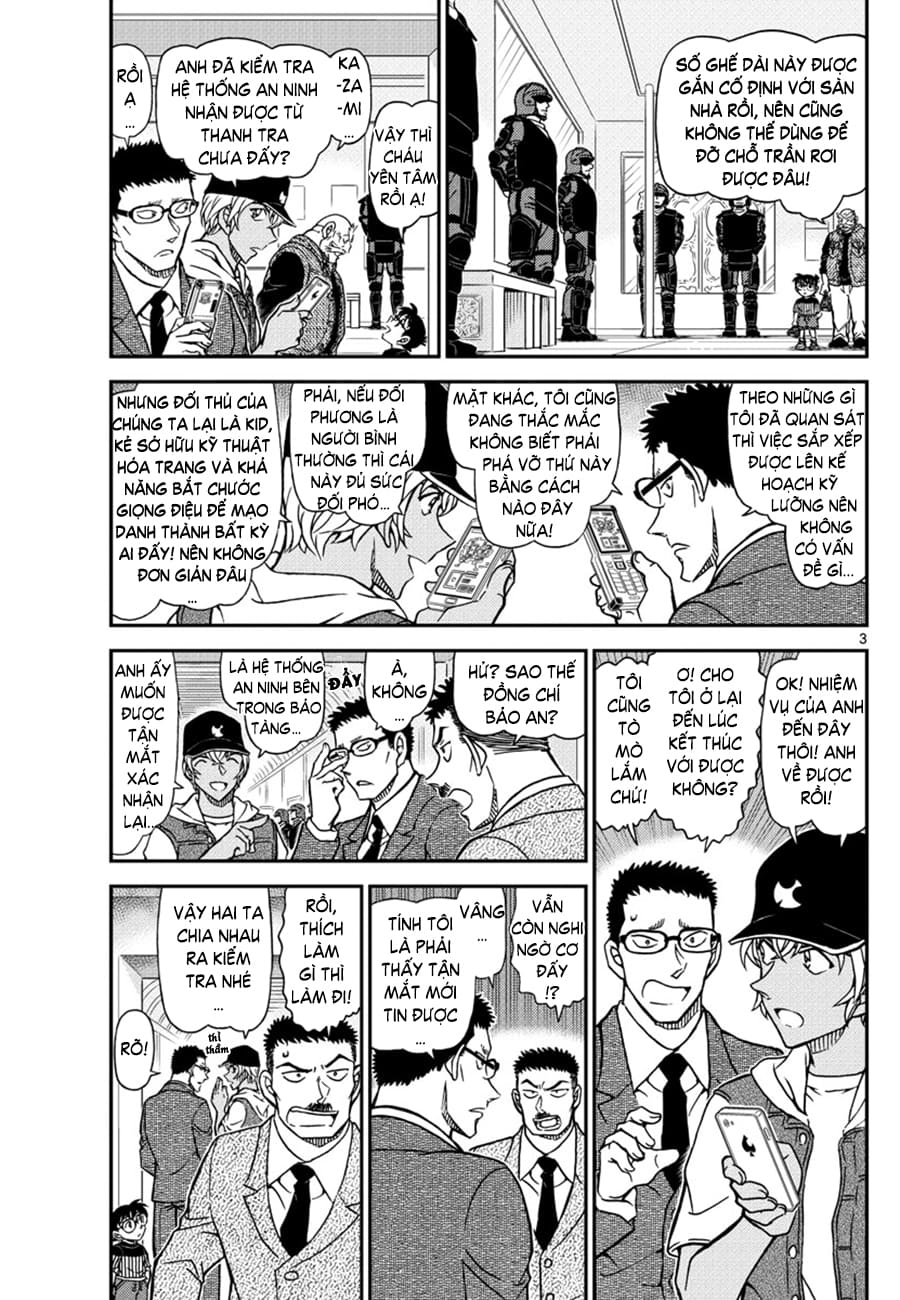 SỐ GHẾ DÀI NÀY ĐƯỢC
GẮN CỐ ĐỊNH VỚI SÀN
NHÀ RỒI, NÊN CŨNG
KHÔNG THỂ DÙNG ĐỂ
ĐỠ CHỖ TRẦN RƠI
ĐƯỢC ĐÂU!
VẬY THÌ
CHÁU
YÊN TÂM
RỒI Ạ!
KA
-ZA
-MI
...
ANH ĐÃ KIỂM TRA
HỆ THỐNG AN NINH
NHẬN ĐƯỢC TỪ
THANH TRA
CHƯA ĐẤY?
RỒI
Ạ
...
THEO NHỮNG GÌ
TÔI ĐÃ QUAN SÁT
THÌ VIỆC SẮP XẾP
ĐƯỢC LÊN KẾ
HOẠCH KỸ
LƯỠNG NÊN
KHÔNG
CÓ VẤN
ĐỀ GÌ...
MẶT KHÁC, TÔI CŨNG
ĐANG THẮC MẮC
KHÔNG BIẾT PHẢI
PHÁ VỠ THỨ NÀY
BẰNG CÁCH
NÀO ĐÂY
NỮA!
PHẢI, NẾU ĐỐI
PHƯƠNG LÀ
NGƯỜI BÌNH
THƯỜNG THÌ CÁI
NÀY ĐỦ SỨC
ĐỐI PHÓ...
NHƯNG ĐỐI THỦ CỦA
CHÚNG TA LẠI LÀ KID,
KẺ SỞ HỮU KỸ THUẬT
HÓA TRANG VÀ KHẢ
NĂNG BẮT CHƯỚC
GIỌNG ĐIỆU ĐỂ MẠO
DANH THÀNH BẤT KỲ
AI ĐẤY! NÊN KHÔNG
ĐƠN GIẢN ĐÂU
...
3
OK! NHIỆM
VỤ CỦA ANH
ĐẾN ĐÂY
THÔI! ANH
VỀ ĐƯỢC
RỒI!
Ơ! CHO
TÔI Ở LẠI
ĐẾN LÚC
KẾT THÚC
VỚI ĐƯỢC
KHÔNG?
TÔI
CŨNG
TÒ
MÒ
LẮM
CHỨ!
HỬ? SAO THẾ
ĐỒNG CHÍ
BẢO AN?
À,
KHÔNG
...
ĐẨY
LÀ HỆ THỐNG
AN NINH BÊN
TRONG BẢO
TÀNG...
ANH ẤY
MUỐN
ĐƯỢC
TẬN
MẮT
XÁC
NHẬN
LẠI...
VẪN
CÒN NGHI
NGỜ CƠ
ĐẤY
!?
VÂNG
...
TÍNH TÔI
LÀ PHẢI
THẤY TẬN
MẮT MỚI
TIN ĐƯỢC
...
RỒI,
THÍCH
LÀM
GÌ THÌ
LÀM ĐI!
VẬY HAI TA
CHIA NHAU
RA KIỂM
TRA NHÉ
...
thì
thầm
RÕ!